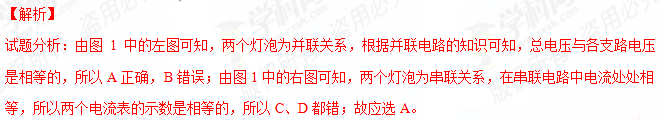 【解析】
试题分析：由图 1 中的左图可知，两个灯泡为并联关系，根据并联电路的知识可知，总电压与各支路电压
是相等的，所以 A 正确，B 错误；由图 1 中的右图可知，两个灯泡为串联关系，在串联电路中电流处处相
等，所以两个电流表的示数是相等的，所以 C、D 都错；故应选 A。